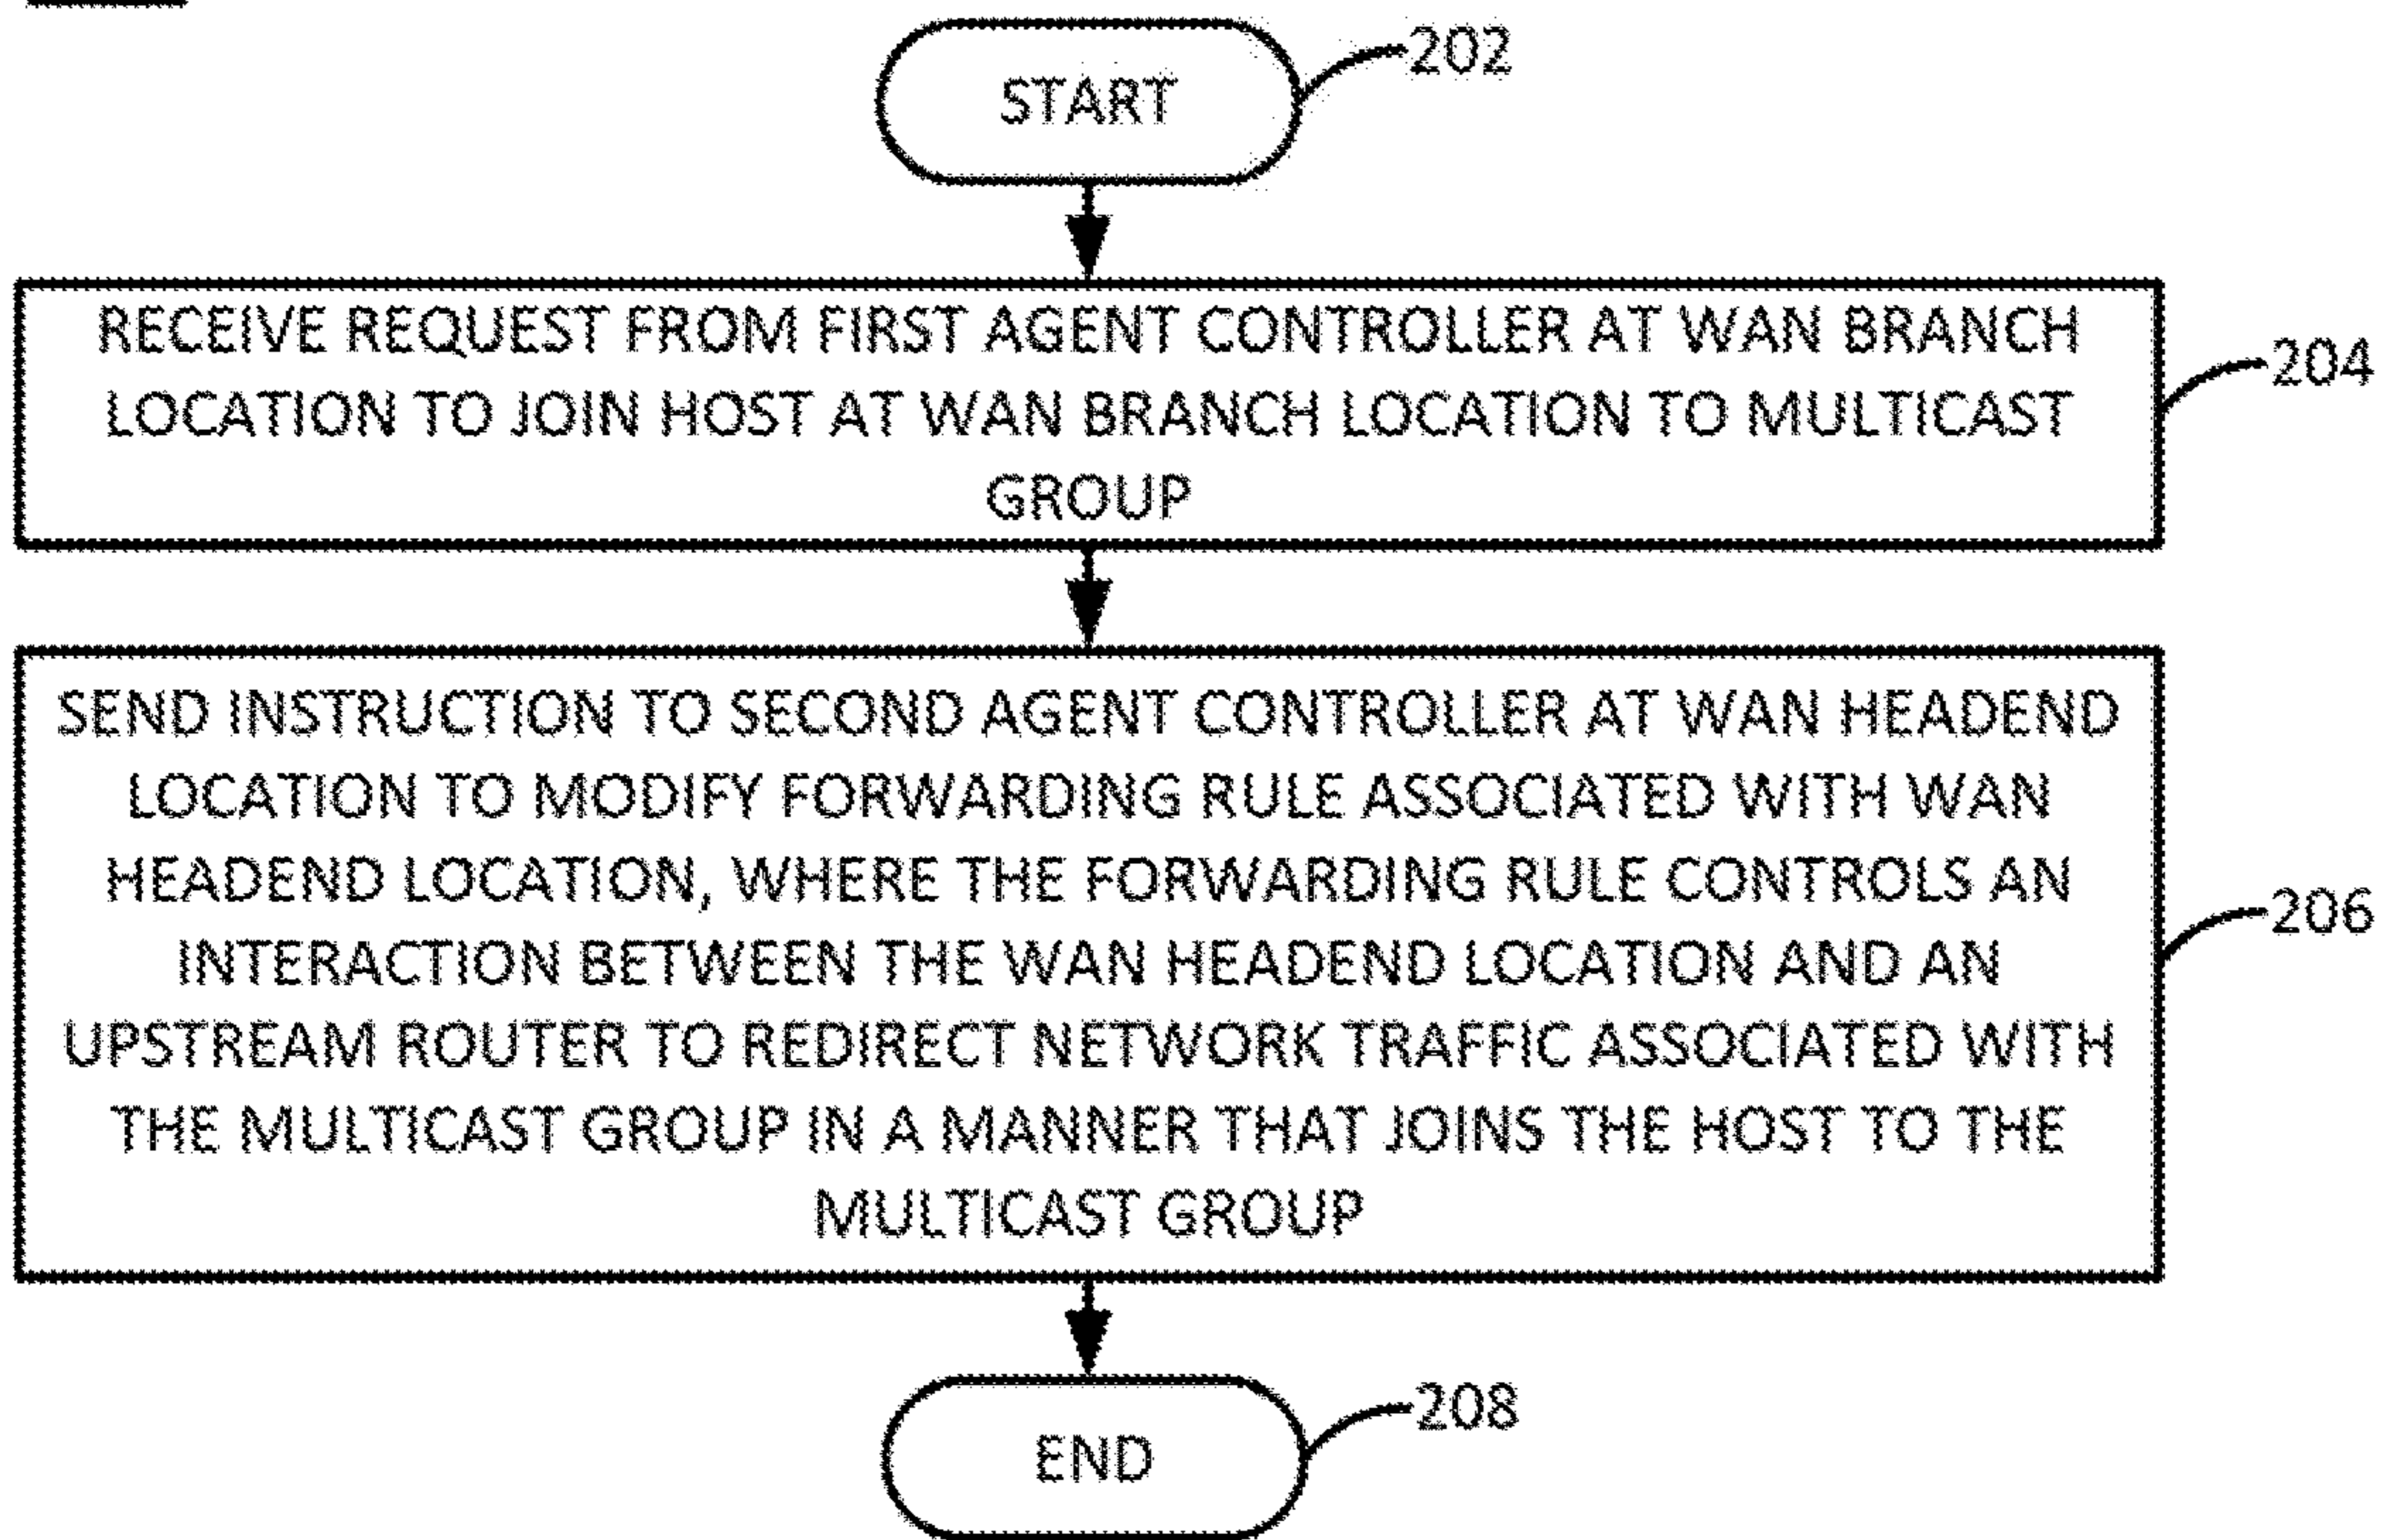 START
202
RECEIVE REQUEST FROM FIRST AGENT CONTROLLER AT WAN BRANCH
LOCATION TO JOIN HOST AT WAN BRANCH LOCATION TO MULTICAST
GROUP
204
SEND INSTRUCTION TO SECOND AGENT CONTROLLER AT WAN HEADEND
LOCATION TO MODIFY FORWARDING RULE ASSOCIATED WITH WAN
HEADEND LOCATION, WHERE THE FORWARDING RULE CONTROLS AN
INTERACTION BETWEEN THE WAN HEADEND LOCATION AND AN
UPSTREAM ROUTER TO REDIRECT NETWORK TRAFFIC ASSOCIATED WITH
THE MULTICAST GROUP IN A MANNER THAT JOINS THE HOST TO THE
MULTICAST GROUP
206
END
208